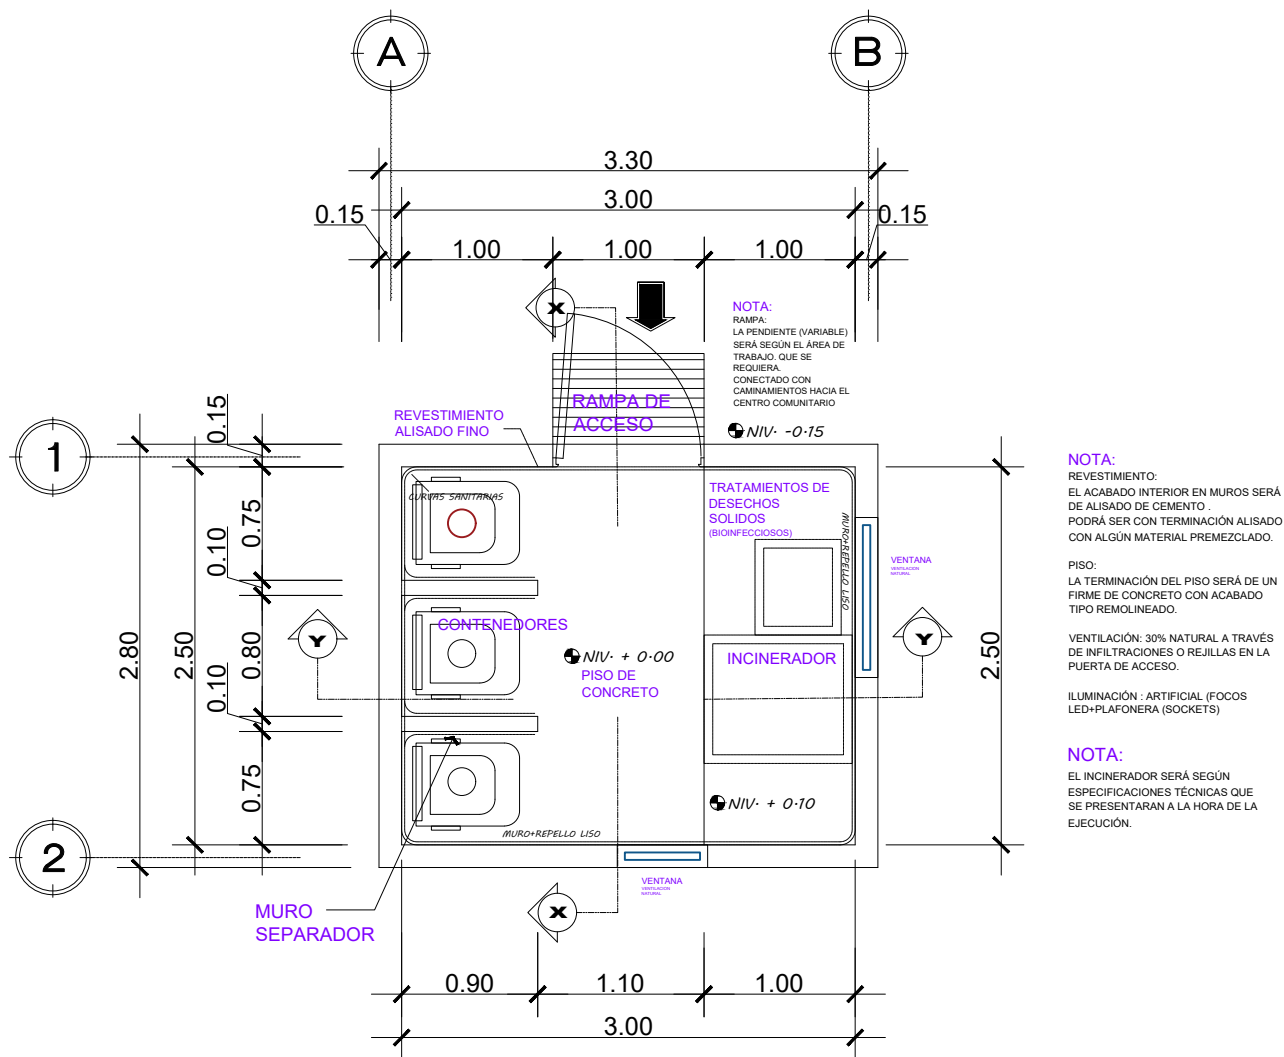 A
B
3.30
3.00
0.15
0.15
1.00
1.00
1.00
X
NOTA:
RAMPA:
LA PENDIENTE (VARIABLE)
SERÁ SEGÚN EL ÁREA DE
TRABAJO. QUE SE
REQUIERA.
CONECTADO CON
CAMINAMIENTOS HACIA EL
CENTRO COMUNITARIO
RAMPA DE
ACCESO
REVESTIMIENTO
ALISADO FINO
NIV. -0.15
1
0.15
0.75
0.10
0.80
0.10
0.75
2.50
2.80
2
CURVAS SANITARIAS
TRATAMIENTOS DE
DESECHOS
SOLIDOS
(BIOINFECCIOSOS)
MURO+REPELLO LISO
VENTANA
VENTILACION
NATURAL
Y
CONTENEDORES
NIV. + 0.00
PISO DE
CONCRETO
INCINERADOR
Y
2.50
NIV. + 0.10
MURO+REPELLO LISO
VENTANA
VENTILACION
NATURAL
MURO
SEPARADOR
X
0.90
1.10
1.00
3.00
NOTA:
REVESTIMIENTO:
EL ACABADO INTERIOR EN MUROS SERÁ
DE ALISADO DE CEMENTO .
PODRÁ SER CON TERMINACIÓN ALISADO
CON ALGÚN MATERIAL PREMEZCLADO.
PISO:
LA TERMINACIÓN DEL PISO SERÁ DE UN
FIRME DE CONCRETO CON ACABADO
TIPO REMOLINEADO.
VENTILACIÓN: 30% NATURAL A TRAVÉS
DE INFILTRACIONES O REJILLAS EN LA
PUERTA DE ACCESO.
ILUMINACIÓN : ARTIFICIAL (FOCOS
LED+PLAFONERA (SOCKETS)
NOTA:
EL INCINERADOR SERÁ SEGÚN
ESPECIFICACIONES TÉCNICAS QUE
SE PRESENTARAN A LA HORA DE LA
EJECUCIÓN.